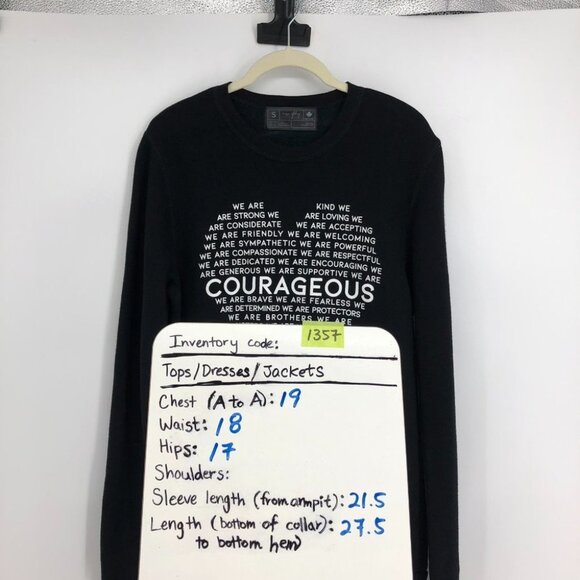 S
WE ARE KIND WE
ARE STRONG WE ARE LOVING WE
ARE CONSIDERATE WE ARE ACCEPTING
WE ARE FRIENDLY WE ARE WELCOMING
WE ARE SYMPATHETIC WE ARE POWERFUL
WE ARE COMPASSIONATE WE ARE RESPECTFUL
WE ARE DEDICATED WE ARE ENCOURAGING WE
ARE GENEROUS WE ARE SUPPORTIVE WE ARE
COURAGEOUS
WE ARE BRAVE WE ARE FEARLESS WE
ARE DETERMINED WE ARE PROTECTORS
WE ARE BROTHERS WE ARE
Inventory code: 1357
Tops/Dresses/Jackets
Chest (A to A): 19
Waist: 18
Hips: 17
Shoulders:
Sleeve length (from armpit): 21.5
Length (bottom of collar): 27.5
to bottom hem)